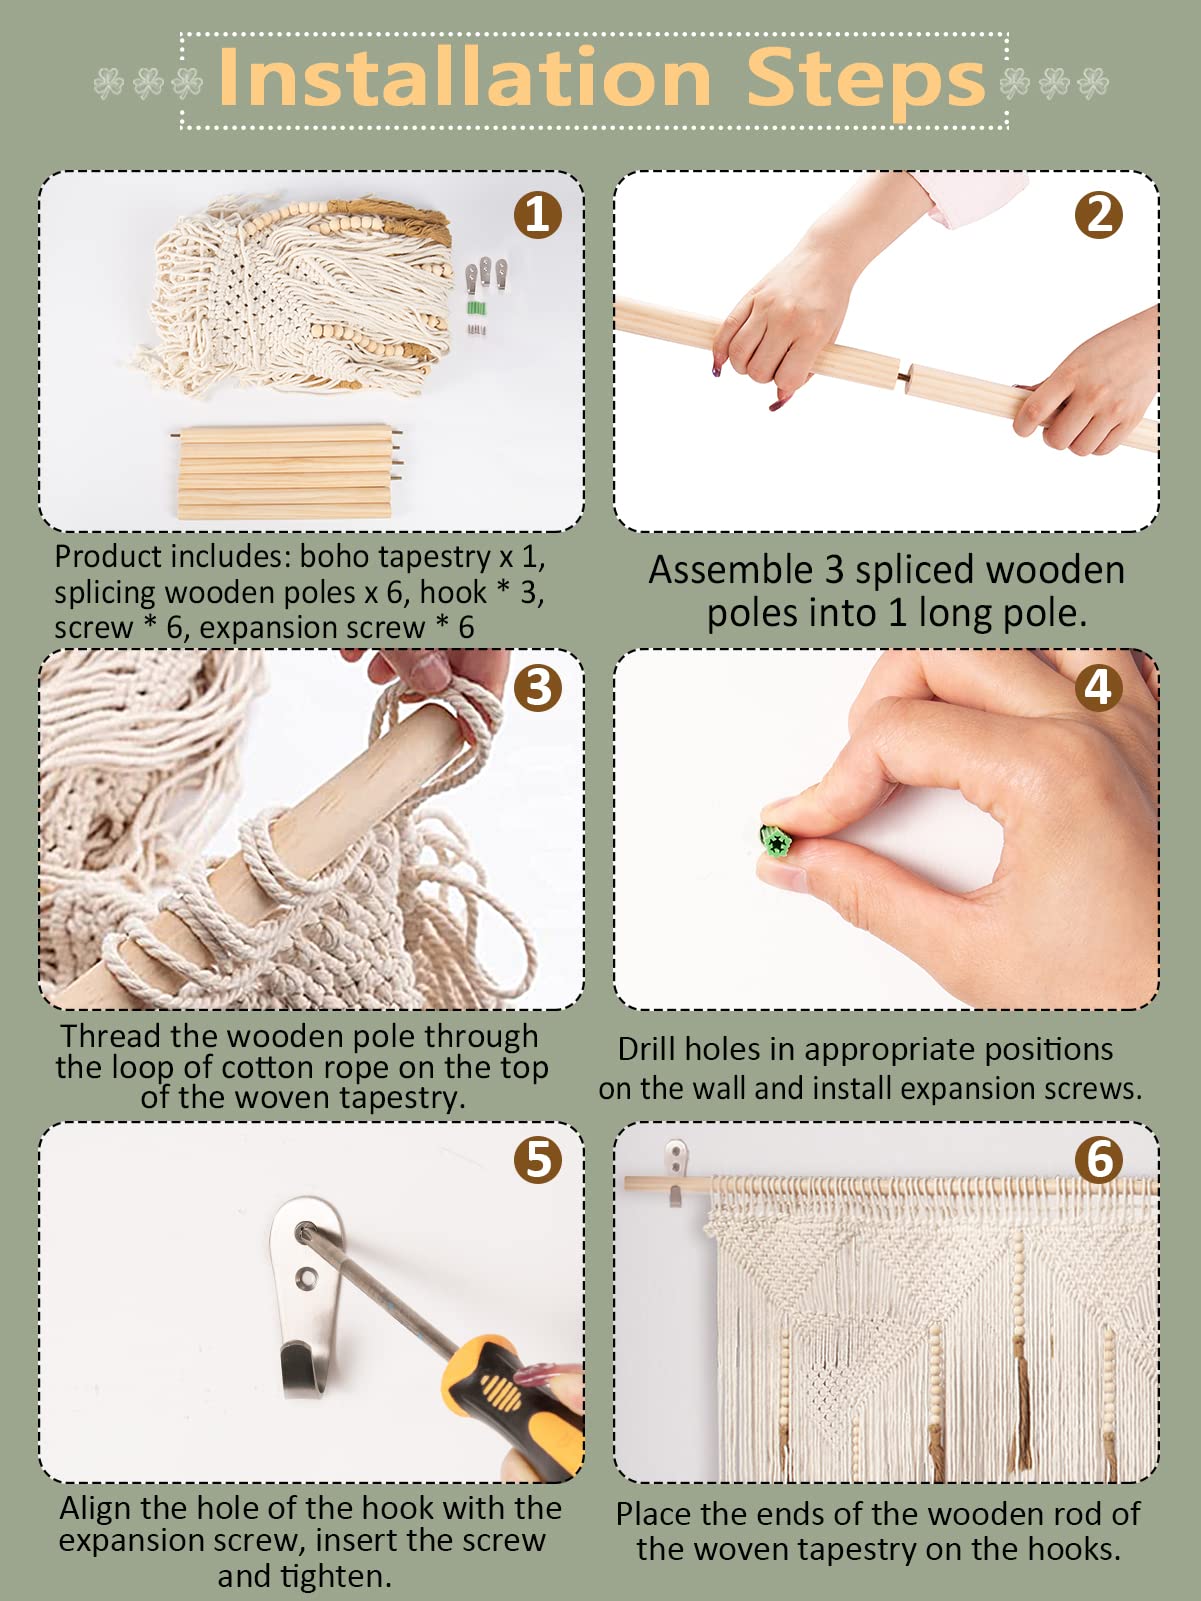 Installation Steps
1
Product includes: boho tapestry x 1,
splicing wooden poles x 6, hook * 3,
screw * 6, expansion screw * 6
2
Assemble 3 spliced wooden
poles into 1 long pole.
3
Thread the wooden pole through
the loop of cotton rope on the top
of the woven tapestry.
4
Drill holes in appropriate positions
on the wall and install expansion screws.
5
Align the hole of the hook with the
expansion screw, insert the screw
and tighten.
6
Place the ends of the wooden rod of
the woven tapestry on the hooks.